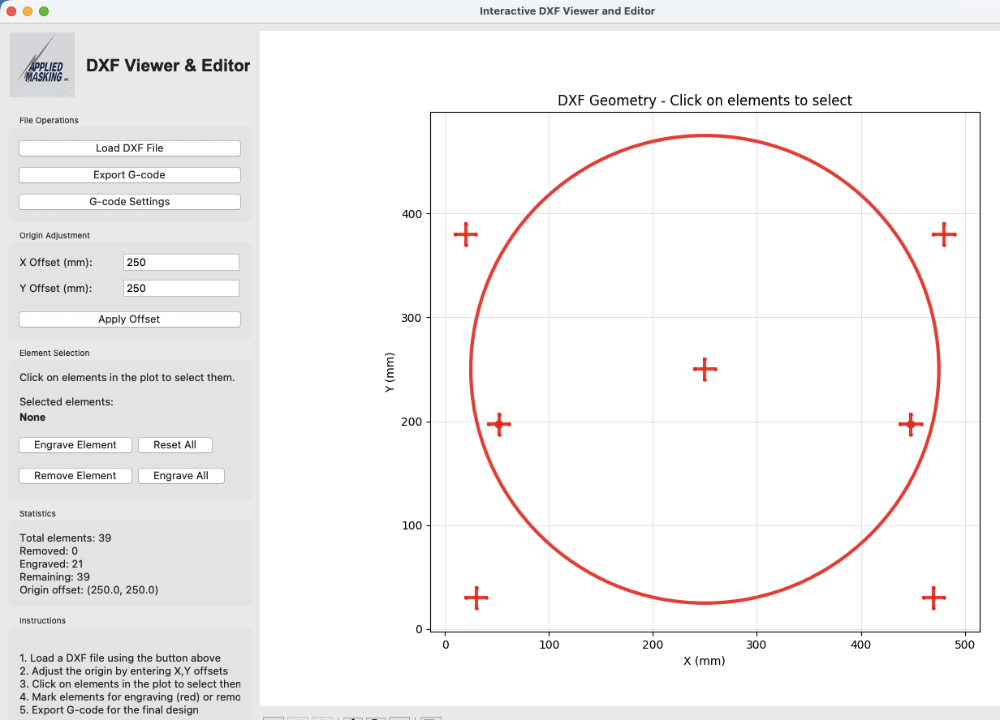 Interactive DXF Viewer and Editor
APPLIED
MASKING INC.
DXF Viewer & Editor
File Operations
Load DXF File
Export G-code
G-code Settings
Origin Adjustment
X Offset (mm): 250
Y Offset (mm): 250
Apply Offset
Element Selection
Click on elements in the plot to select them.
Selected elements:
None
Engrave Element Reset All
Remove Element Engrave All
Statistics
Total elements: 39
Removed: 0
Engraved: 21
Remaining: 39
Origin offset: (250.0, 250.0)
Instructions
1. Load a DXF file using the button above
2. Adjust the origin by entering X,Y offsets
3. Click on elements in the plot to select then
4. Mark elements for engraving (red) or remo
5. Export G-code for the final design
DXF Geometry - Click on elements to select
400
300
200
100
0
Y (mm)
0 100 200 300 400 500
X (mm)